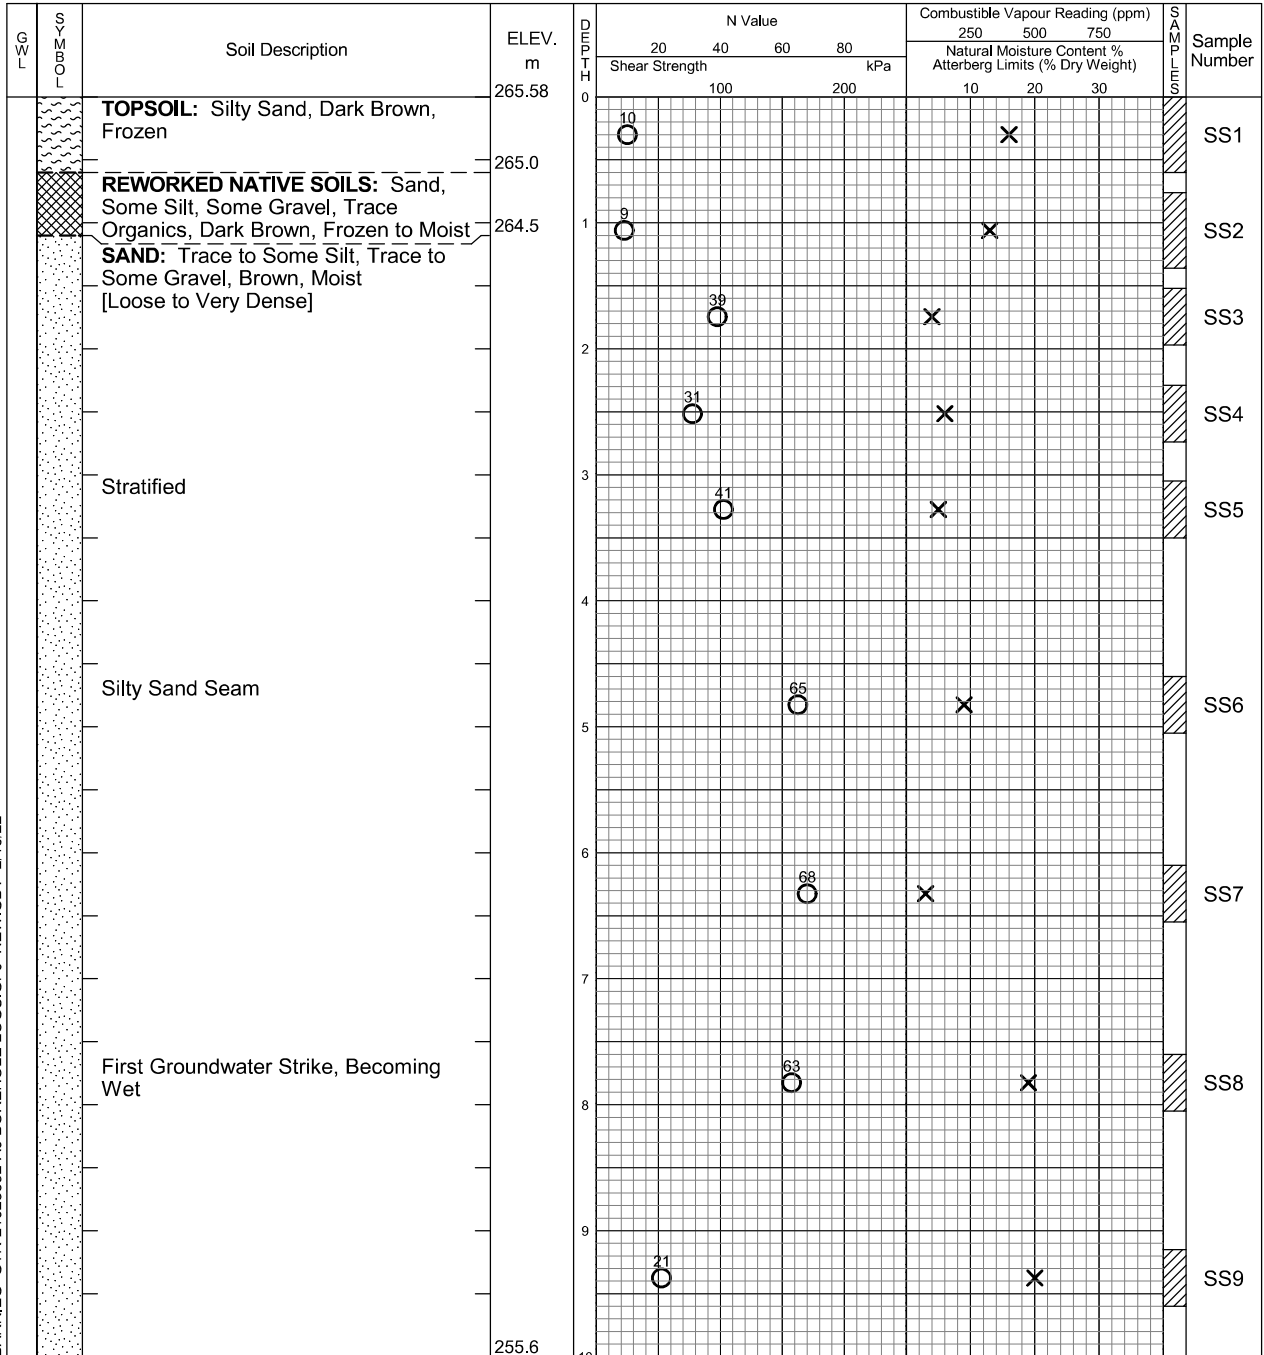 GWL
SYMBOL
Soil Description
ELEV.
m
DEPTH
N Value
20 40 60 80
Shear Strength kPa
100 200
Combustible Vapour Reading (ppm)
250 500 750
Natural Moisture Content %
Atterberg Limits (% Dry Weight)
10 20 30
SAMPLES
Sample
Number
265.58
0
TOPSOIL: Silty Sand, Dark Brown,
Frozen
10
SS1
265.0
REWORKED NATIVE SOILS: Sand,
Some Silt, Some Gravel, Trace
Organics, Dark Brown, Frozen to Moist
264.5
1
9
SS2
SAND: Trace to Some Silt, Trace to
Some Gravel, Brown, Moist
[Loose to Very Dense]
39
SS3
2
31
SS4
3
Stratified
41
SS5
4
Silty Sand Seam
65
SS6
5
6
68
SS7
7
First Groundwater Strike, Becoming
Wet
63
SS8
8
9
21
SS9
255.6
10